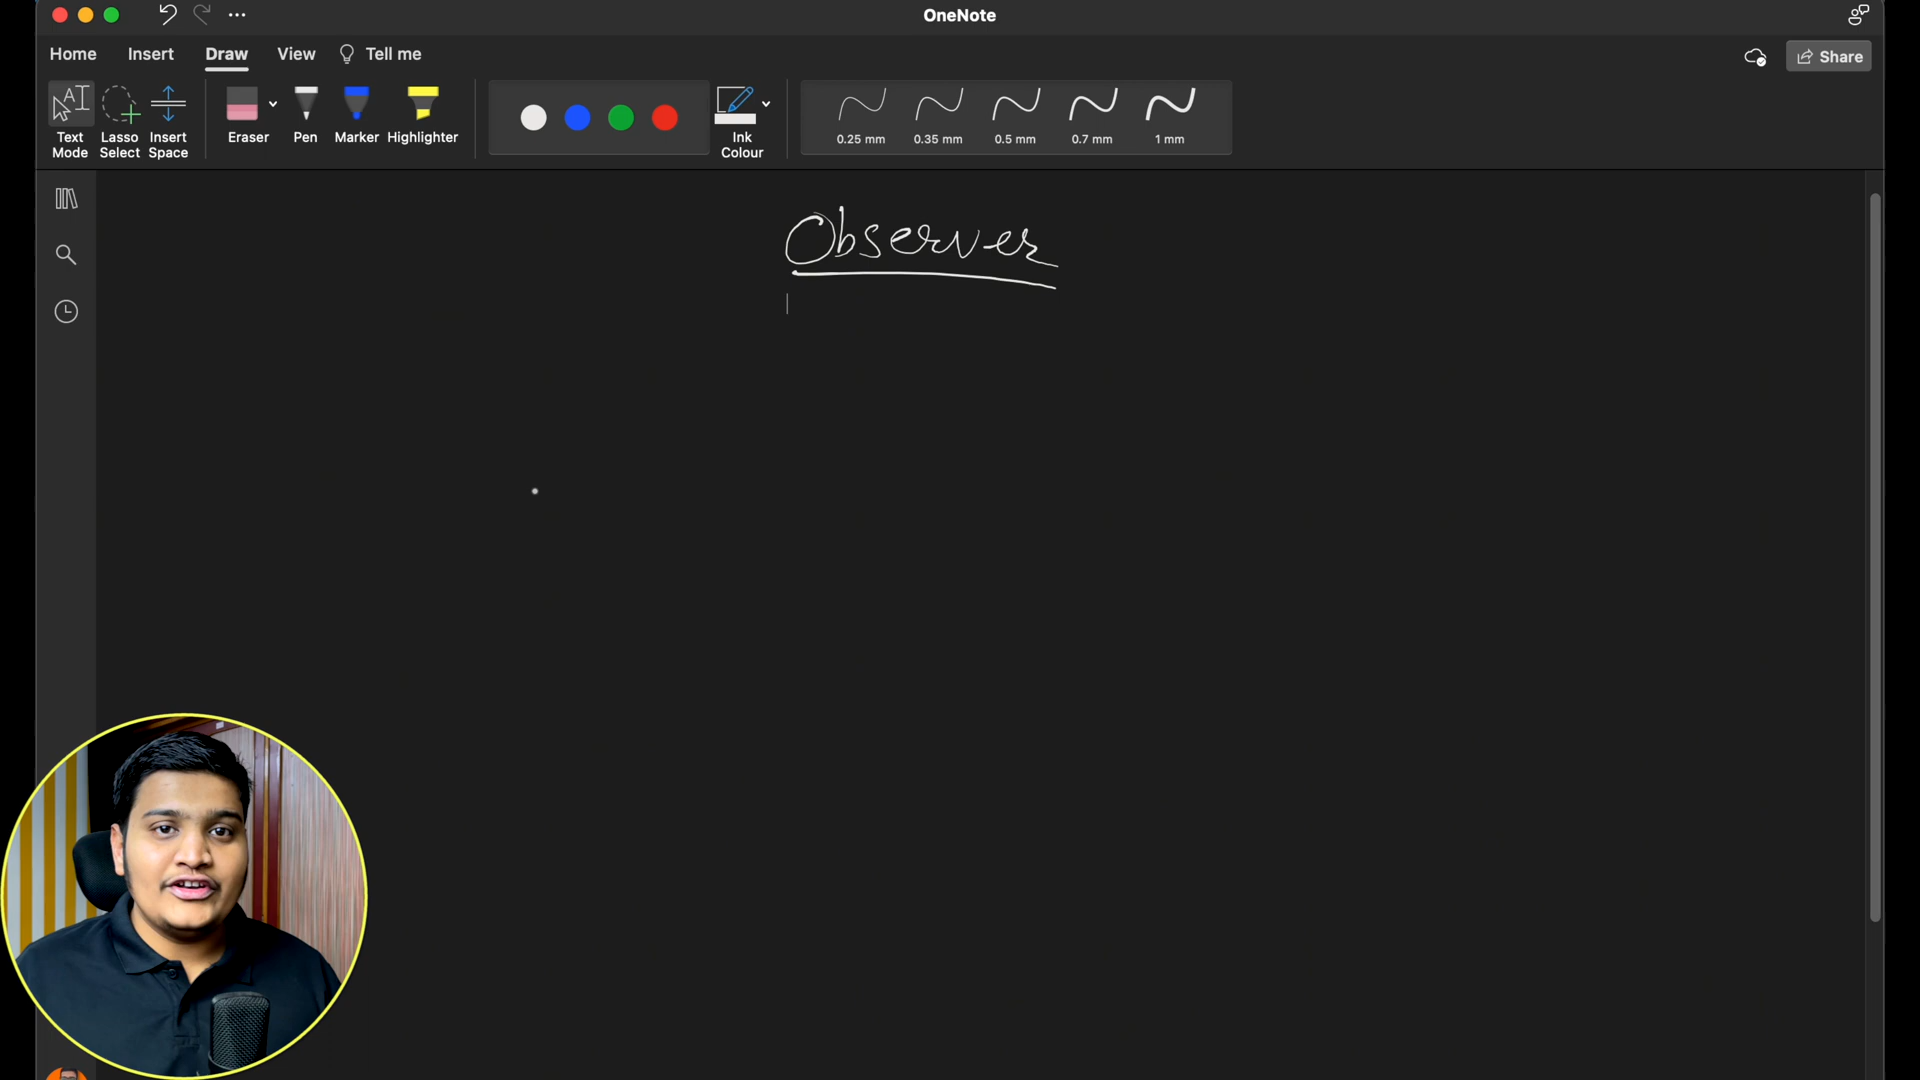 OneNote
Home Insert Draw View Tell me
Share
Text Mode
Lasso Select
Insert Space
Eraser
Pen
Marker
Highlighter
Ink Colour
0.25 mm
0.35 mm
0.5 mm
0.7 mm
1 mm
Observer